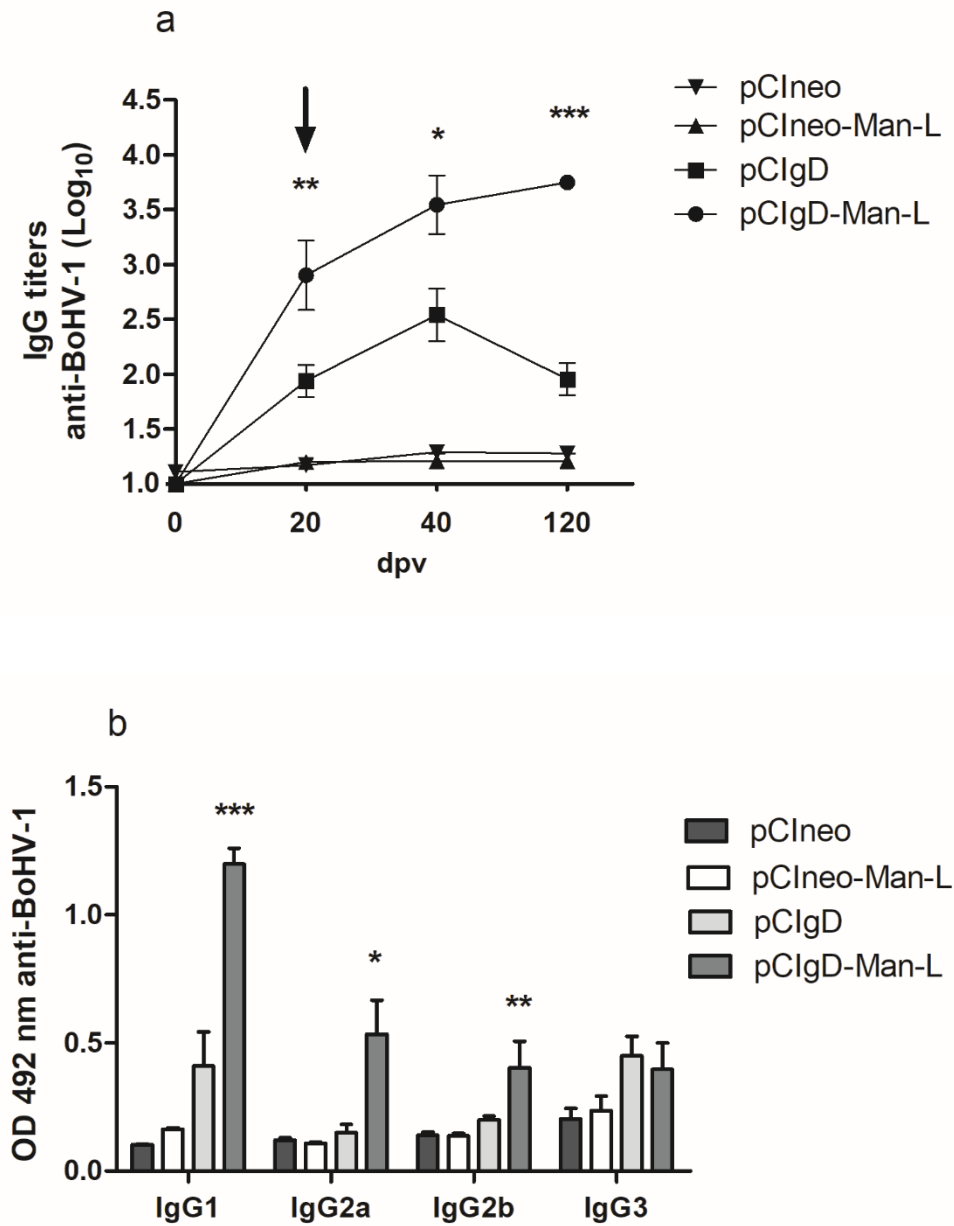 a
pCIneo
pCIneo-Man-L
pCIgD
pCIgD-Man-L
IgG titers
anti-BoHV-1 (Log10)
4.5
4.0
3.5
3.0
2.5
2.0
1.5
1.0
** * ***
0 20 40 120
dpv
b
pCIneo
pCIneo-Man-L
pCIgD
pCIgD-Man-L
OD 492 nm anti-BoHV-1
1.5
1.0
0.5
0.0
*** * **
IgG1 IgG2a IgG2b IgG3